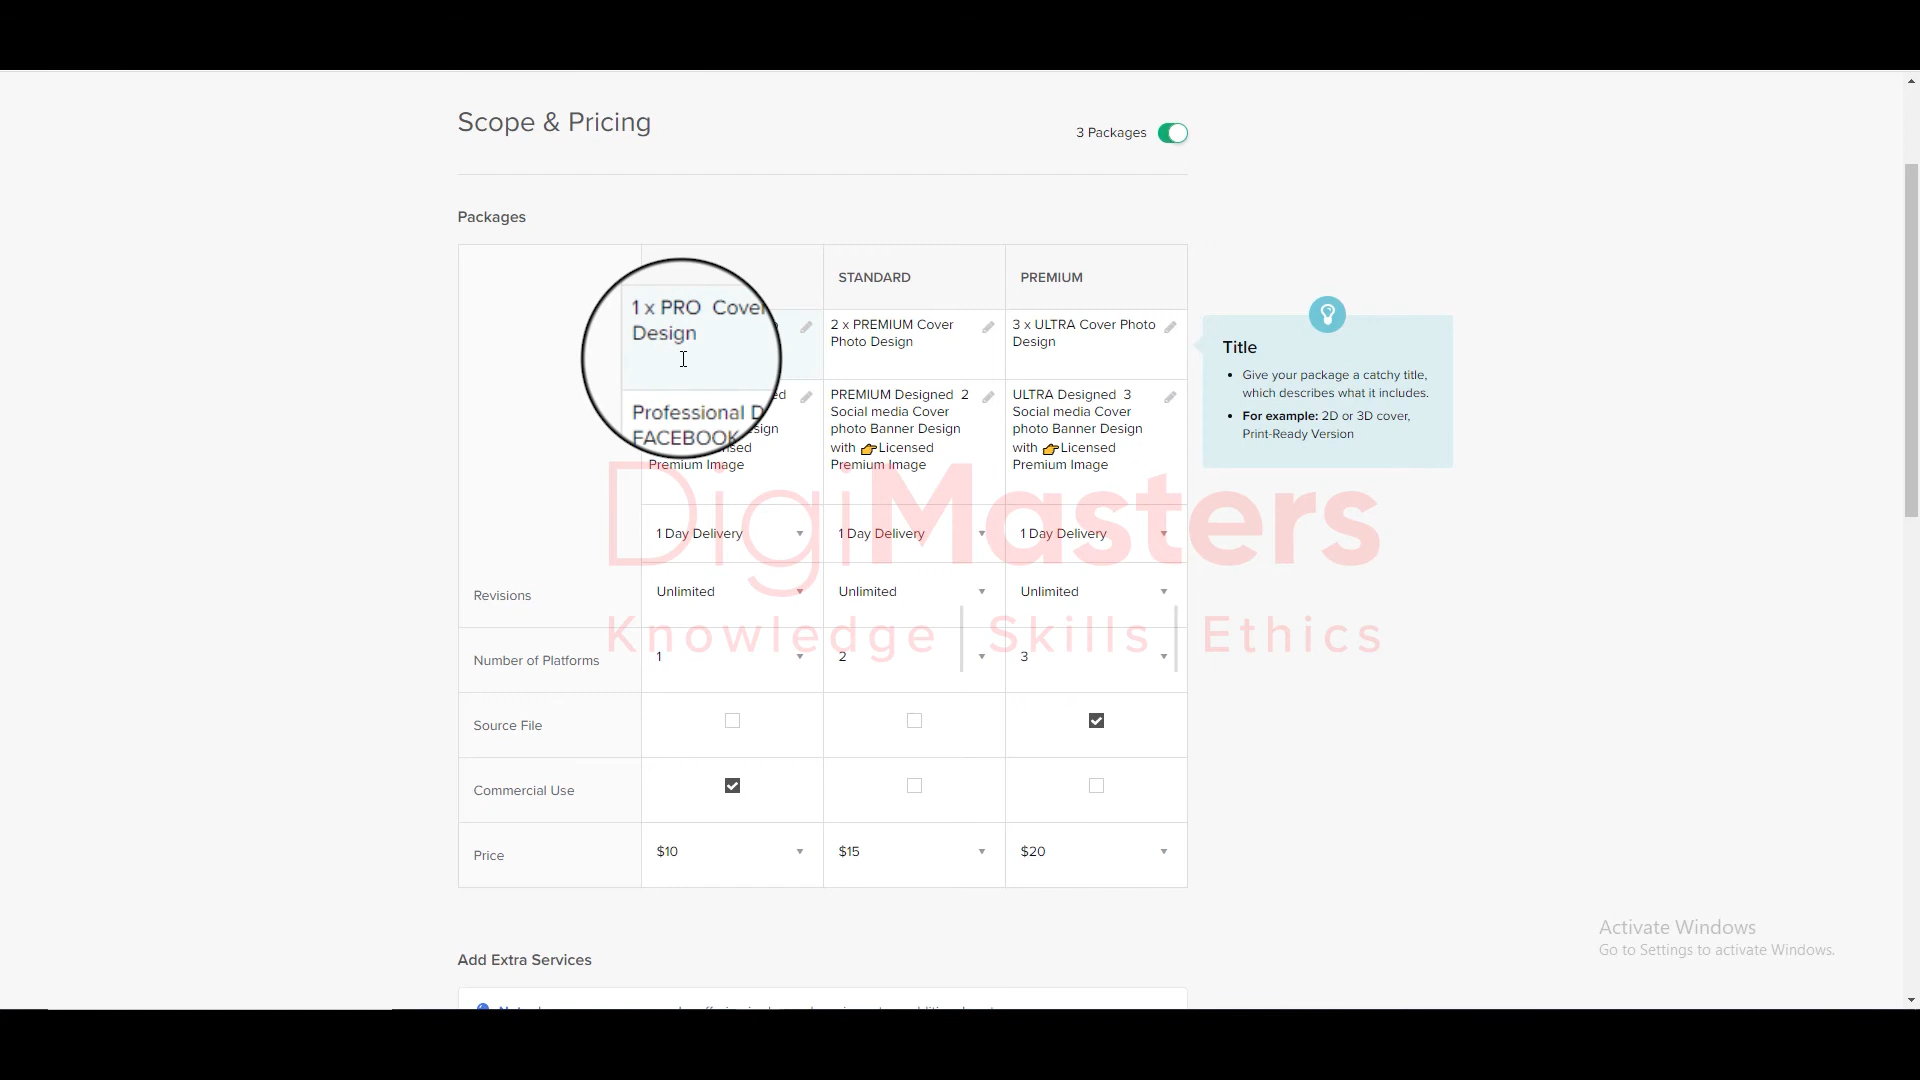 Scope & Pricing
3 Packages
Packages
STANDARD
PREMIUM
1 x PRO Cover
Design
2 x PREMIUM Cover
Photo Design
3 x ULTRA Cover Photo
Design
Title
Give your package a catchy title,
which describes what it includes.
For example: 2D or 3D cover,
Print-Ready Version
Professional
FACEBOOK
Premium Image
PREMIUM Designed 2
Social media Cover
photo Banner Design
with 👉Licensed
Premium Image
ULTRA Designed 3
Social media Cover
photo Banner Design
with 👉Licensed
Premium Image
DigiMasters
Knowledge | Skills | Ethics
1 Day Delivery
1 Day Delivery
1 Day Delivery
Revisions
Unlimited
Unlimited
Unlimited
Number of Platforms
1
2
3
Source File
Commercial Use
Price
$10
$15
$20
Add Extra Services
Activate Windows
Go to Settings to activate Windows.